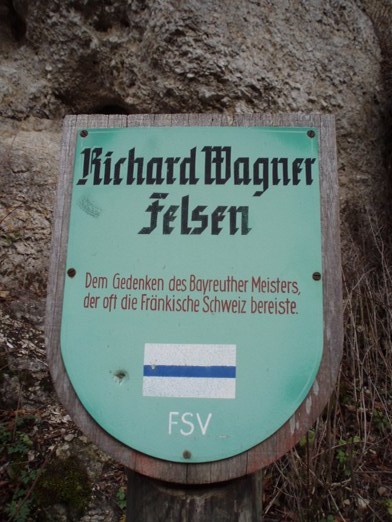 Richard Wagner
Felsen
Dem Gedenken des Bayreuther Meisters,
der oft die Fränkische Schweiz bereiste.
FSV